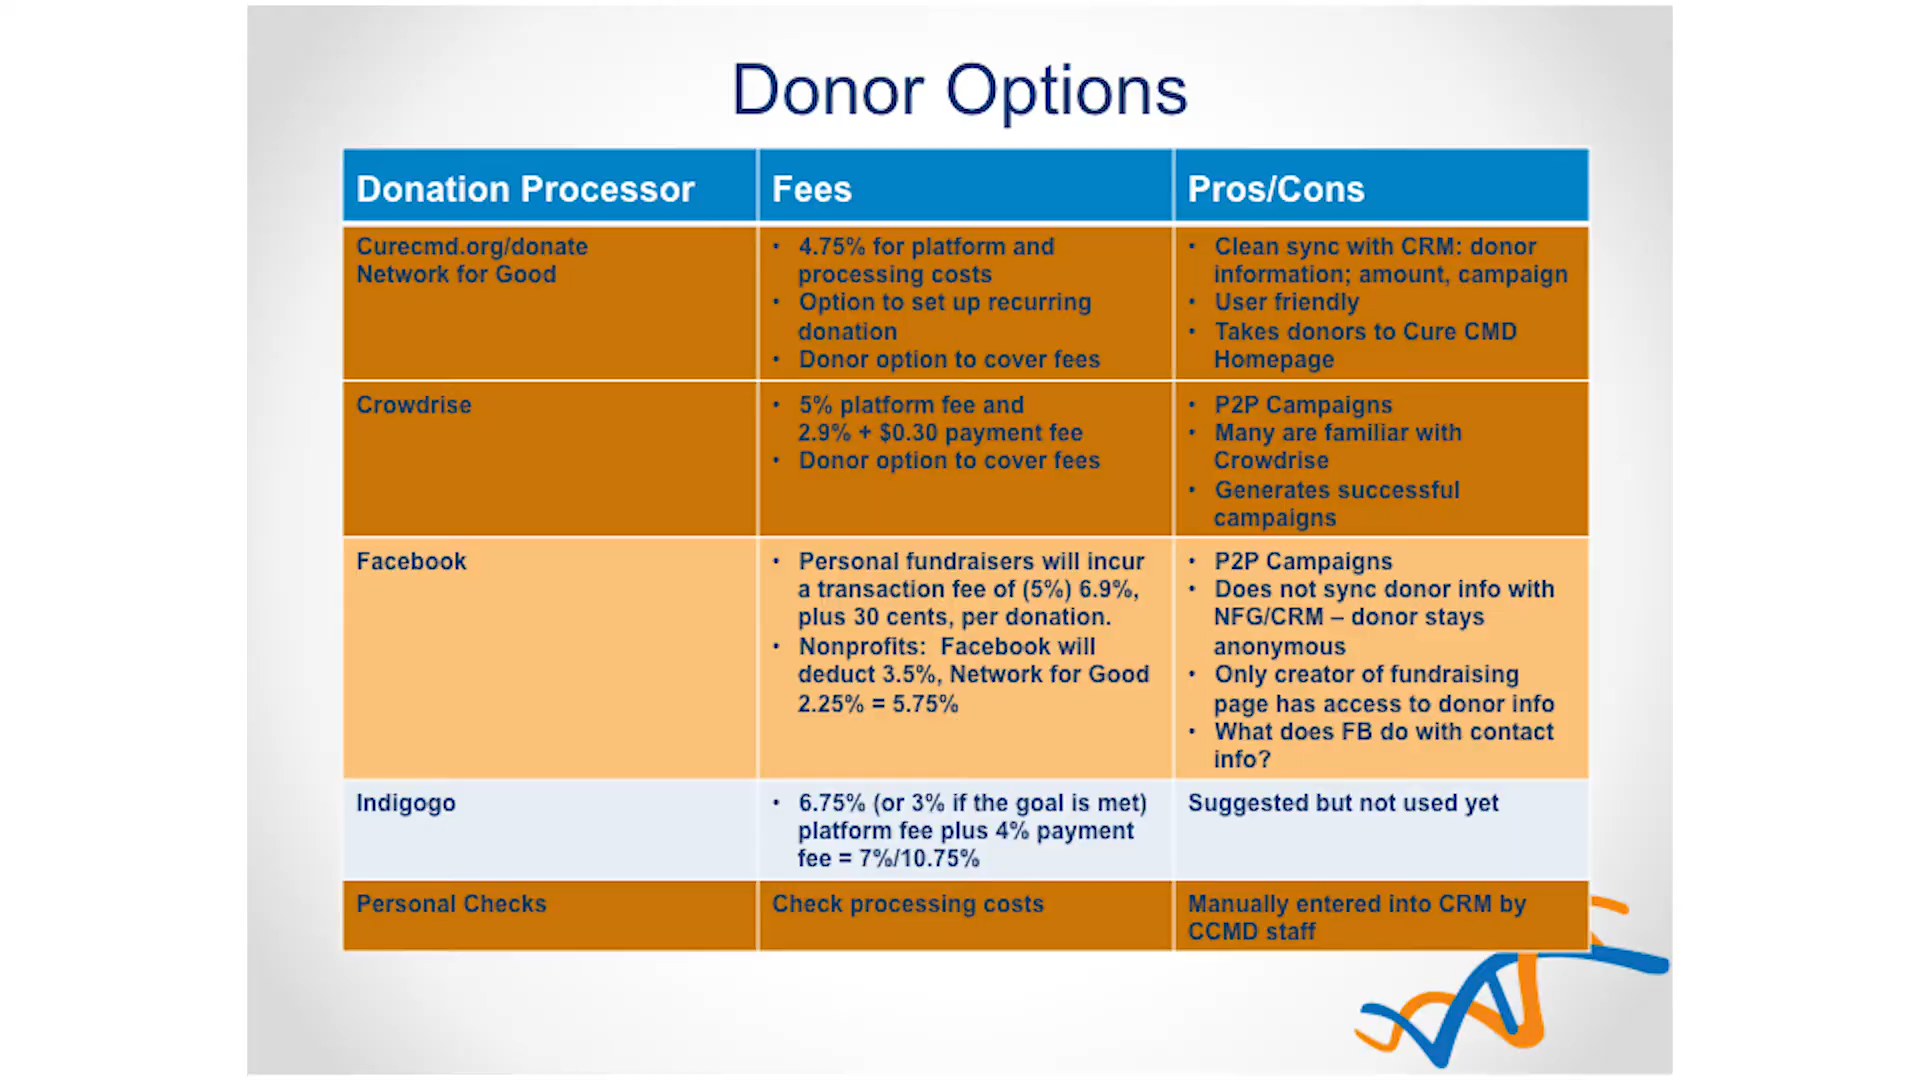 Donor Options
Donation Processor
Fees
Pros/Cons
Curecmd.org/donate
Network for Good
• 4.75% for platform and
processing costs
• Option to set up recurring
donation
• Donor option to cover fees
• Clean sync with CRM: donor
information; amount, campaign
• User friendly
• Takes donors to Cure CMD
Homepage
Crowdrise
• 5% platform fee and
2.9% + $0.30 payment fee
• Donor option to cover fees
• P2P Campaigns
• Many are familiar with
Crowdrise
• Generates successful
campaigns
Facebook
• Personal fundraisers will incur
a transaction fee of (5%) 6.9%,
plus 30 cents, per donation.
• Nonprofits:  Facebook will
deduct 3.5%, Network for Good
2.25% = 5.75%
• P2P Campaigns
• Does not sync donor info with
NFG/CRM – donor stays
anonymous
• Only creator of fundraising
page has access to donor info
• What does FB do with contact
info?
Indigogo
• 6.75% (or 3% if the goal is met)
platform fee plus 4% payment
fee = 7%/10.75%
Suggested but not used yet
Personal Checks
Check processing costs
Manually entered into CRM by
CCMD staff